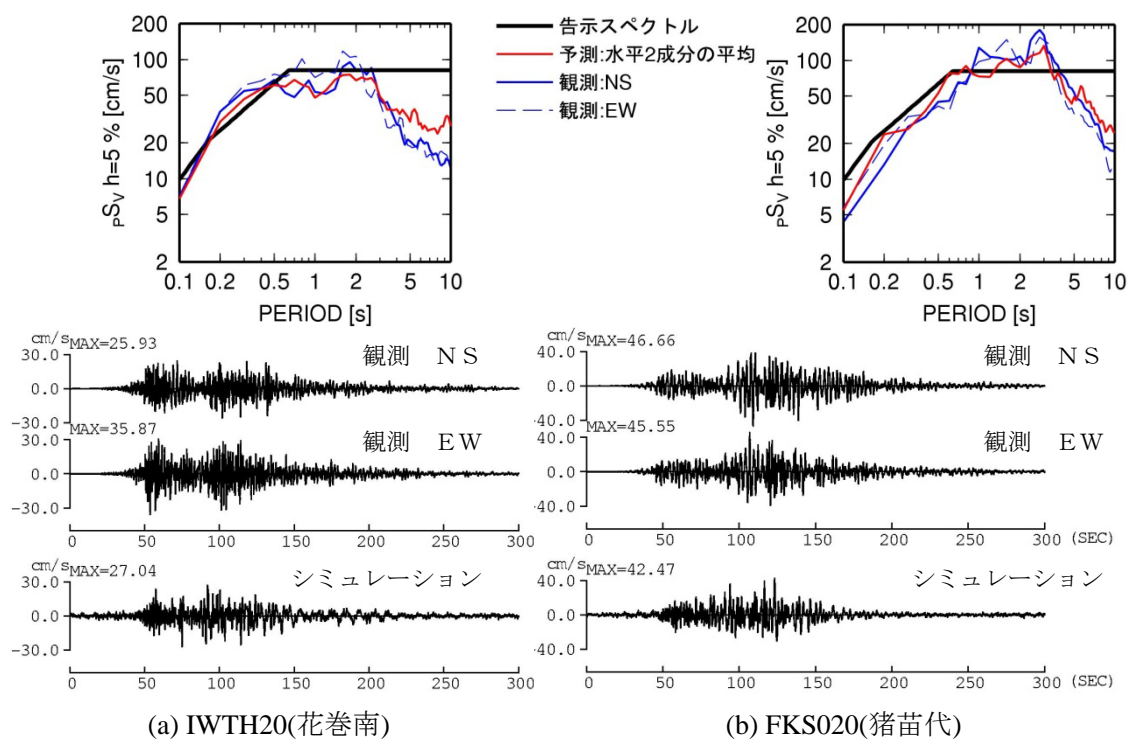 告示スペクトル
予測:水平2成分の平均
観測:NS
観測:EW
200
100
50
20
10
5
2
0.1 0.2 0.5 1 2 5 10
PERIOD [s]
PSV h=5 % [cm/s]
200
100
50
20
10
5
2
0.1 0.2 0.5 1 2 5 10
PERIOD [s]
PSV h=5 % [cm/s]
cm/s MAX=25.93
観測 NS
30.0
0.0
-30.0
MAX=35.87
観測 EW
30.0
0.0
-30.0
0 50 100 150 200 250 300
cm/s MAX=27.04
シミュレーション
30.0
0.0
-30.0
0 50 100 150 200 250 300
(a) IWTH20(花巻南)
cm/s MAX=46.66
観測 NS
40.0
0.0
-40.0
MAX=45.55
観測 EW
40.0
0.0
-40.0
0 50 100 150 200 250 300 (SEC)
cm/s MAX=42.47
シミュレーション
40.0
0.0
-40.0
0 50 100 150 200 250 300 (SEC)
(b) FKS020(猪苗代)